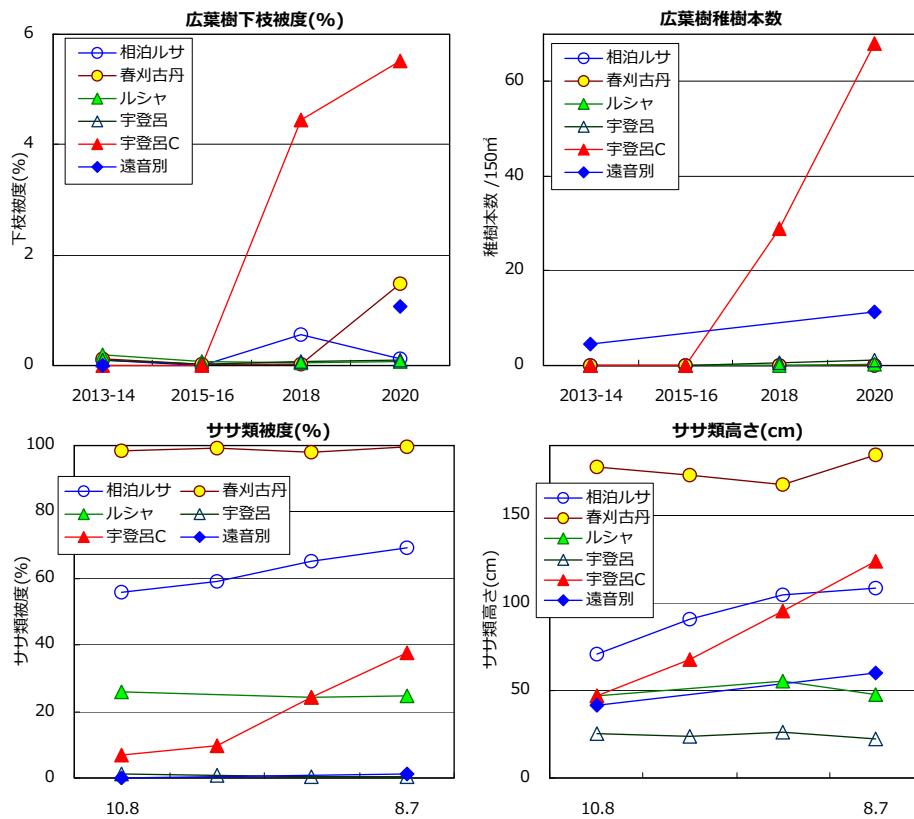 広葉樹下枝被度(%)
6
4
2
0
下枝被度(%)
相泊ルサ
春刈古丹
ルシャ
宇登呂
宇登呂C
遠音別
2013-14 2015-16 2018 2020
広葉樹稚樹本数
60
40
20
0
稚樹本数 /150㎡
相泊ルサ
春刈古丹
ルシャ
宇登呂
宇登呂C
遠音別
2013-14 2015-16 2018 2020
ササ類被度(%)
100
80
60
40
20
0
ササ類被度(%)
相泊ルサ 春刈古丹
ルシャ 宇登呂
宇登呂C 遠音別
10.8 8.7
ササ類高さ(cm)
150
100
50
0
ササ類高さ(cm)
相泊ルサ
春刈古丹
ルシャ
宇登呂
宇登呂C
遠音別
10.8 8.7